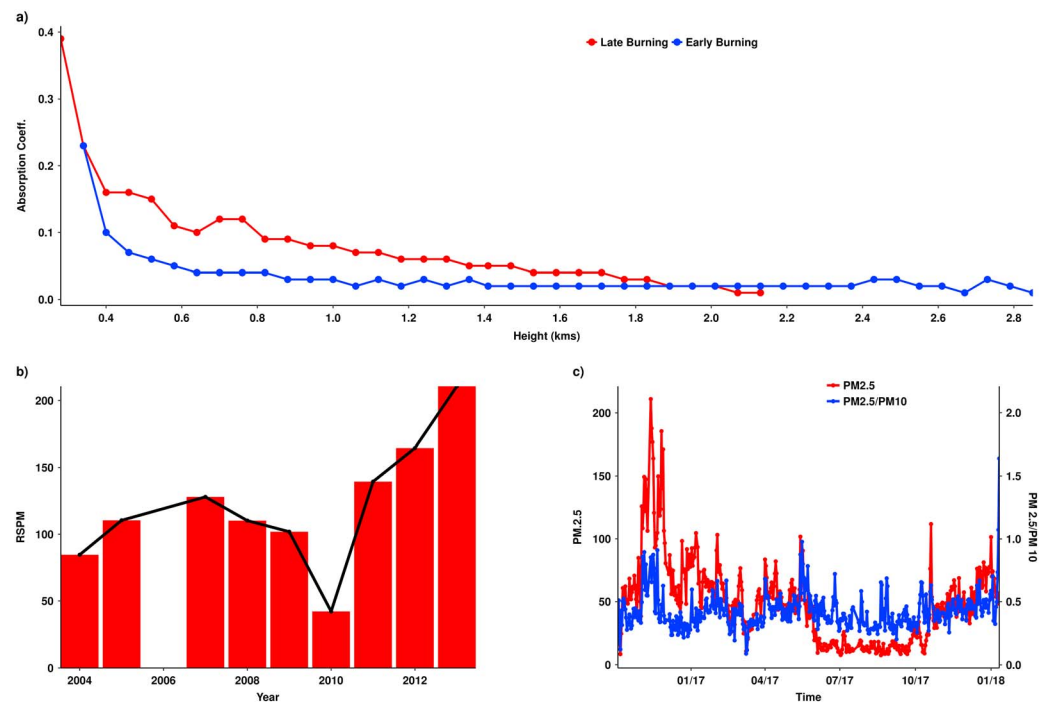 a)
Late Burning Early Burning
0.4
0.3
0.2
0.1
0.0
Absorption Coeff.
0.4 0.6 0.8 1.0 1.2 1.4 1.6 1.8 2.0 2.2 2.4 2.6 2.8
Height (kms)
b)
200
150
100
50
0
RSPM
2004 2006 2008 2010 2012
Year
c)
PM2.5
PM2.5/PM10
200
150
100
50
0
PM.2.5
2.0
1.5
1.0
0.5
0.0
PM 2.5/PM 10
01/17 04/17 07/17 10/17 01/18
Time